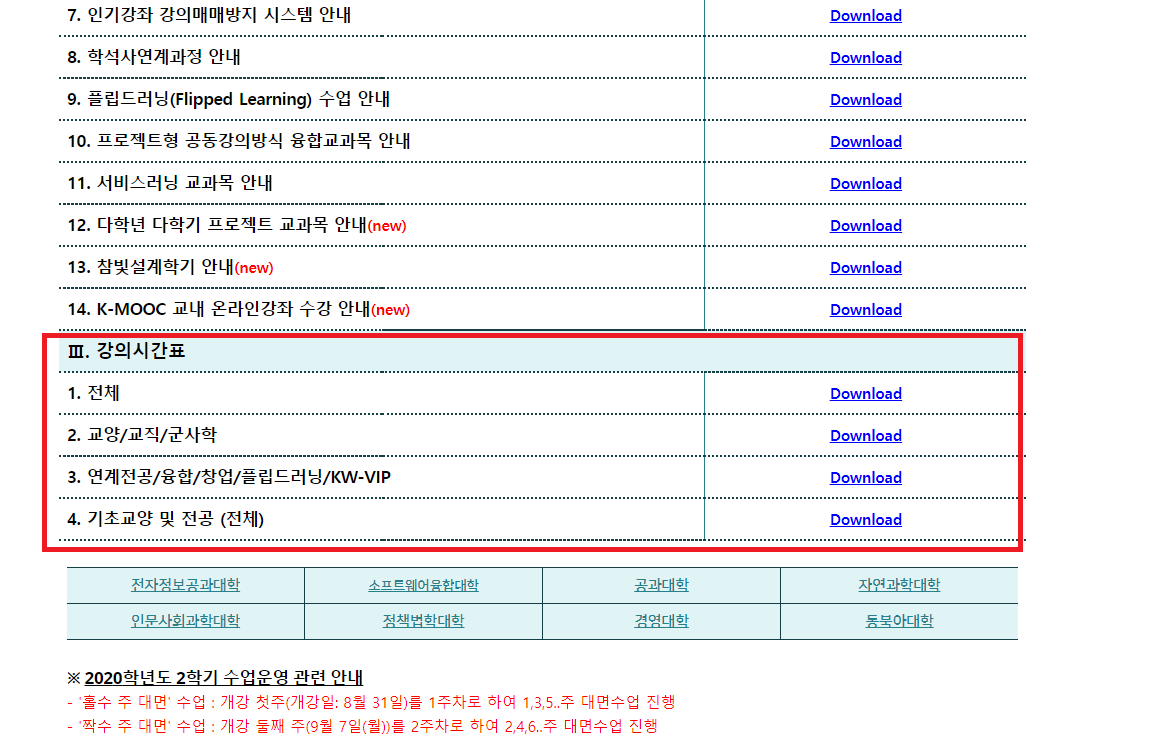 7. 인기강좌 강의매매방지 시스템 안내 Download
8. 학석사연계과정 안내 Download
9. 플립드러닝(Flipped Learning) 수업 안내 Download
10. 프로젝트형 공동강의방식 융합교과목 안내 Download
11. 서비스러닝 교과목 안내 Download
12. 다학년 다학기 프로젝트 교과목 안내(new) Download
13. 참빛설계학기 안내(new) Download
14. K-MOOC 교내 온라인강좌 수강 안내(new) Download
Ⅲ. 강의시간표
1. 전체 Download
2. 교양/교직/군사학 Download
3. 연계전공/융합/창업/플립드러닝/KW-VIP Download
4. 기초교양 및 전공 (전체) Download
전자정보공과대학 소프트웨어융합대학 공과대학 자연과학대학
인문사회과학대학 정책법학대학 경영대학 동북아대학
※ 2020학년도 2학기 수업운영 관련 안내
- '홀수 주 대면' 수업 : 개강 첫주(개강일: 8월 31일)를 1주차로 하여 1,3,5..주 대면수업 진행
- '짝수 주 대면' 수업 : 개강 둘째 주(9월 7일(월))를 2주차로 하여 2,4,6..주 대면수업 진행